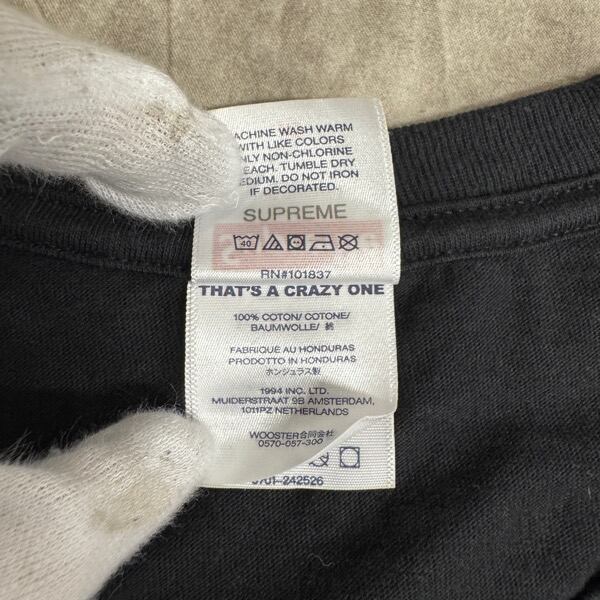 ACHINE WASH WARM
WITH LIKE COLORS
NLY NON-CHLORINE
EACH. TUMBLE DRY
EDIUM. DO NOT IRON
IF DECORATED.
SUPREME
40
RN#101837
THAT'S A CRAZY ONE
100% COTON/ COTONE/
BAUMWOLLE/ 綿
FABRIQUÉ AU HONDURAS
PRODOTTO IN HONDURAS
ホンジュラス製
1994 INC. LTD.
MUIDERSTRAAT 9B AMSTERDAM,
1011PZ NETHERLANDS
WOOSTER合同会社
0570-057-300
0701-242526